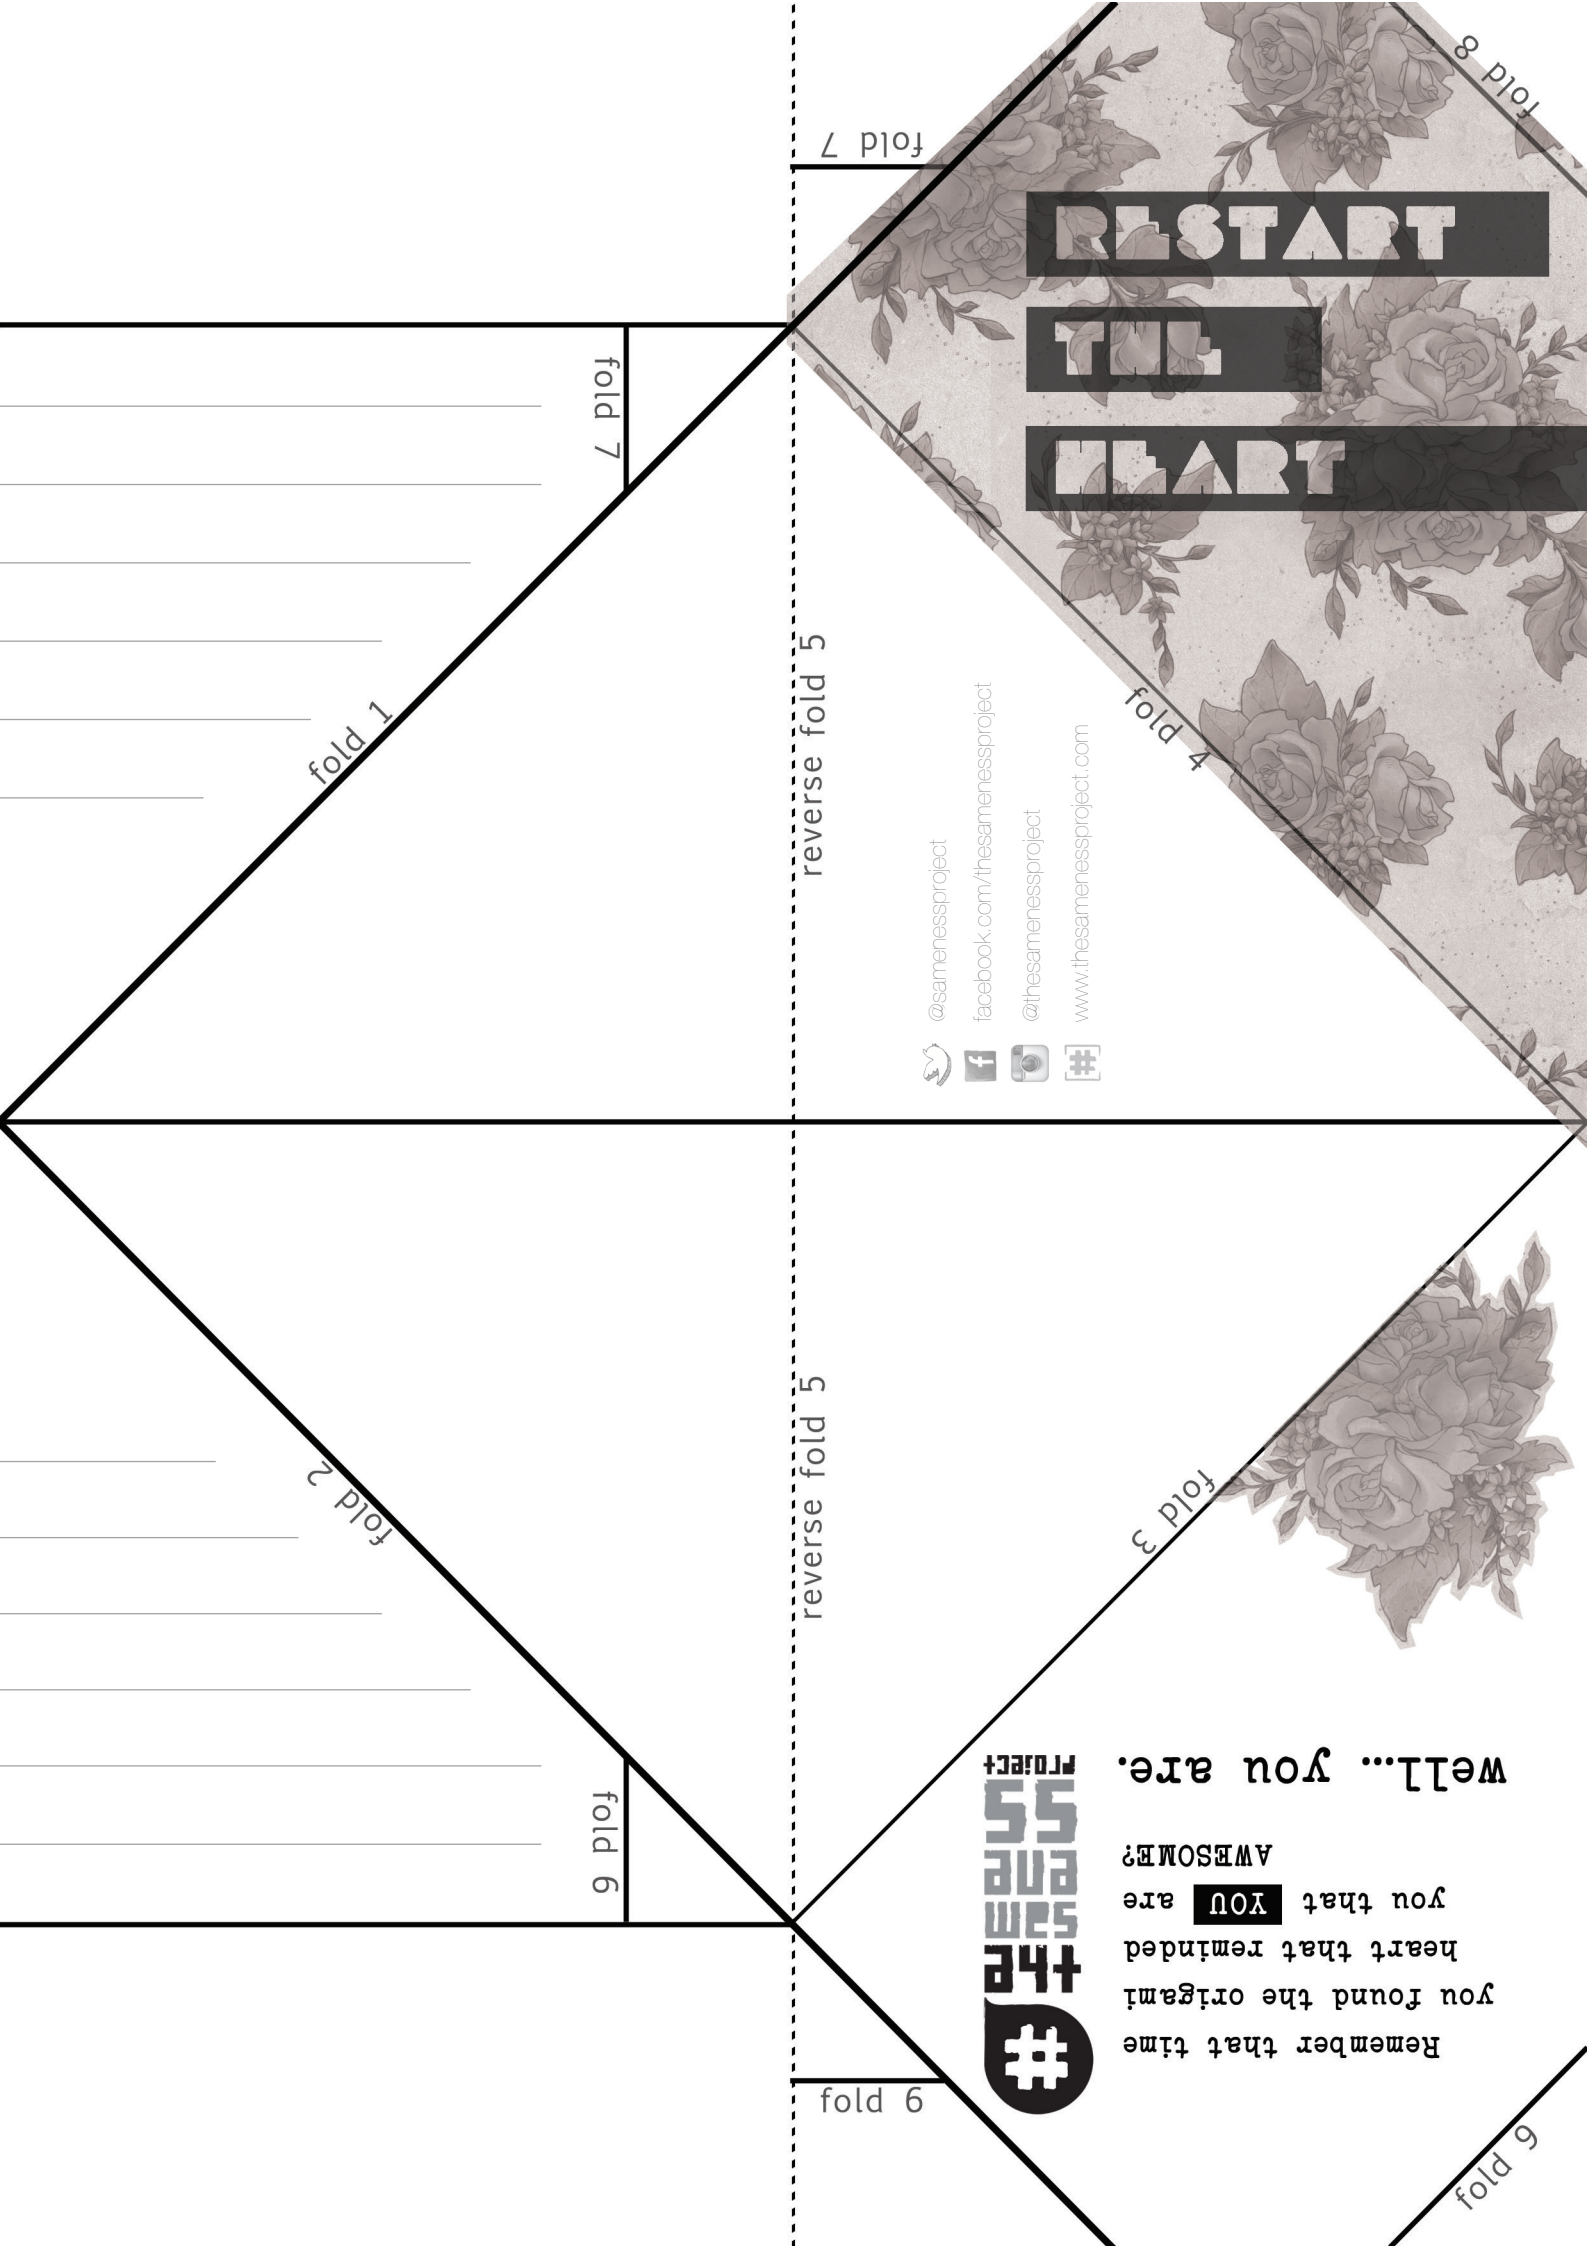 fold 8
fold 7
RESTART
THE
HEART
fold 7
fold 1
reverse fold 5
fold 4
@samenessproject
facebook.com/thesamenessproject
@thesamenessproject
www.thesamenessproject.com
reverse fold 5
fold 2
fold 3
fold 6
fold 6
fold 9
#
the
sam
ene
ss
project
Remember that time
you found the origami
heart that reminded
you that YOU are
AWESOME?
well... you are.